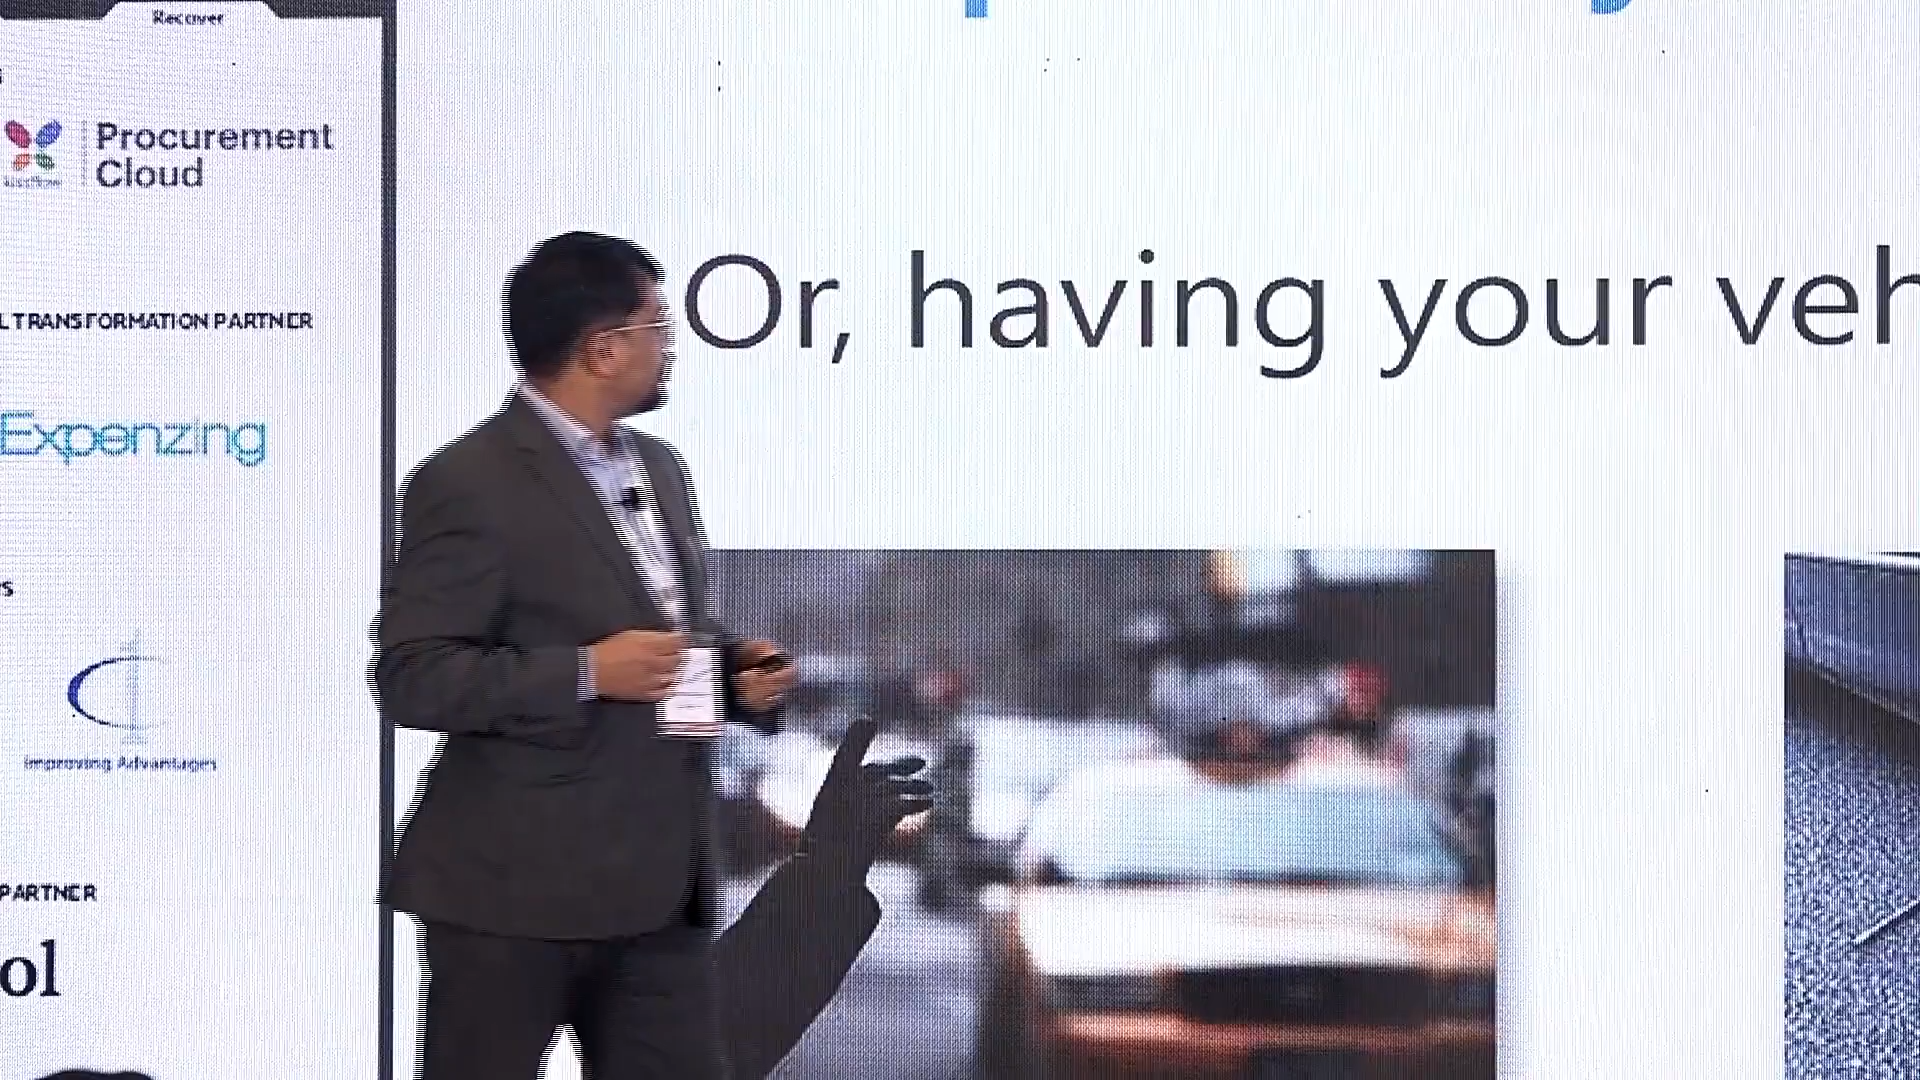 Recover
Procurement
Cloud
L TRANSFORMATION PARTNER
Expenzing
s
Improving Advantages
PARTNER
ol
Or, having your veh